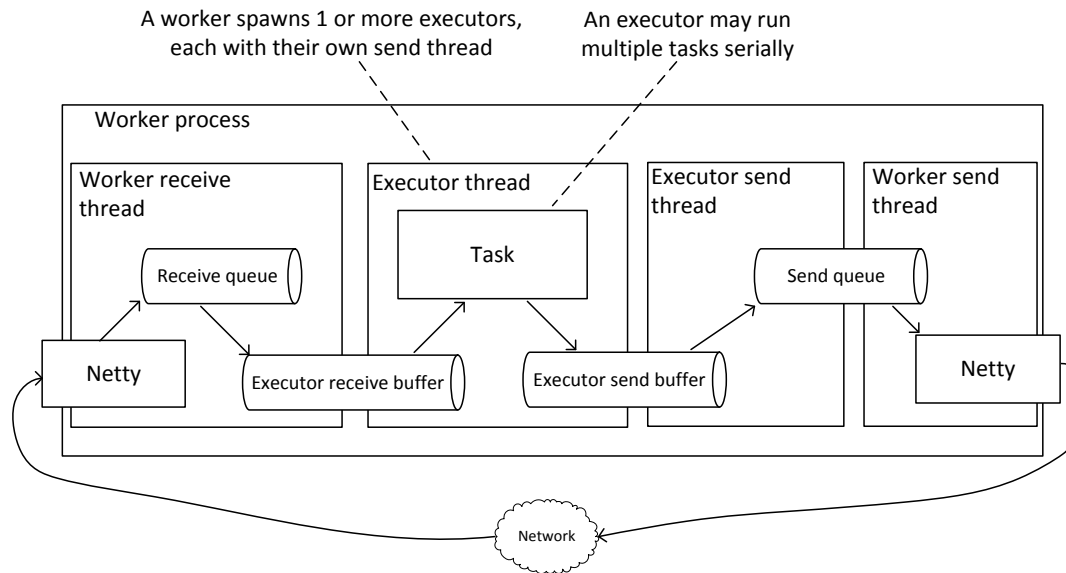 A worker spawns 1 or more executors,
each with their own send thread
An executor may run
multiple tasks serially
Worker process
Worker receive
thread
Executor thread
Executor send
thread
Worker send
thread
Receive queue
Task
Send queue
Netty
Executor receive buffer
Executor send buffer
Netty
Network